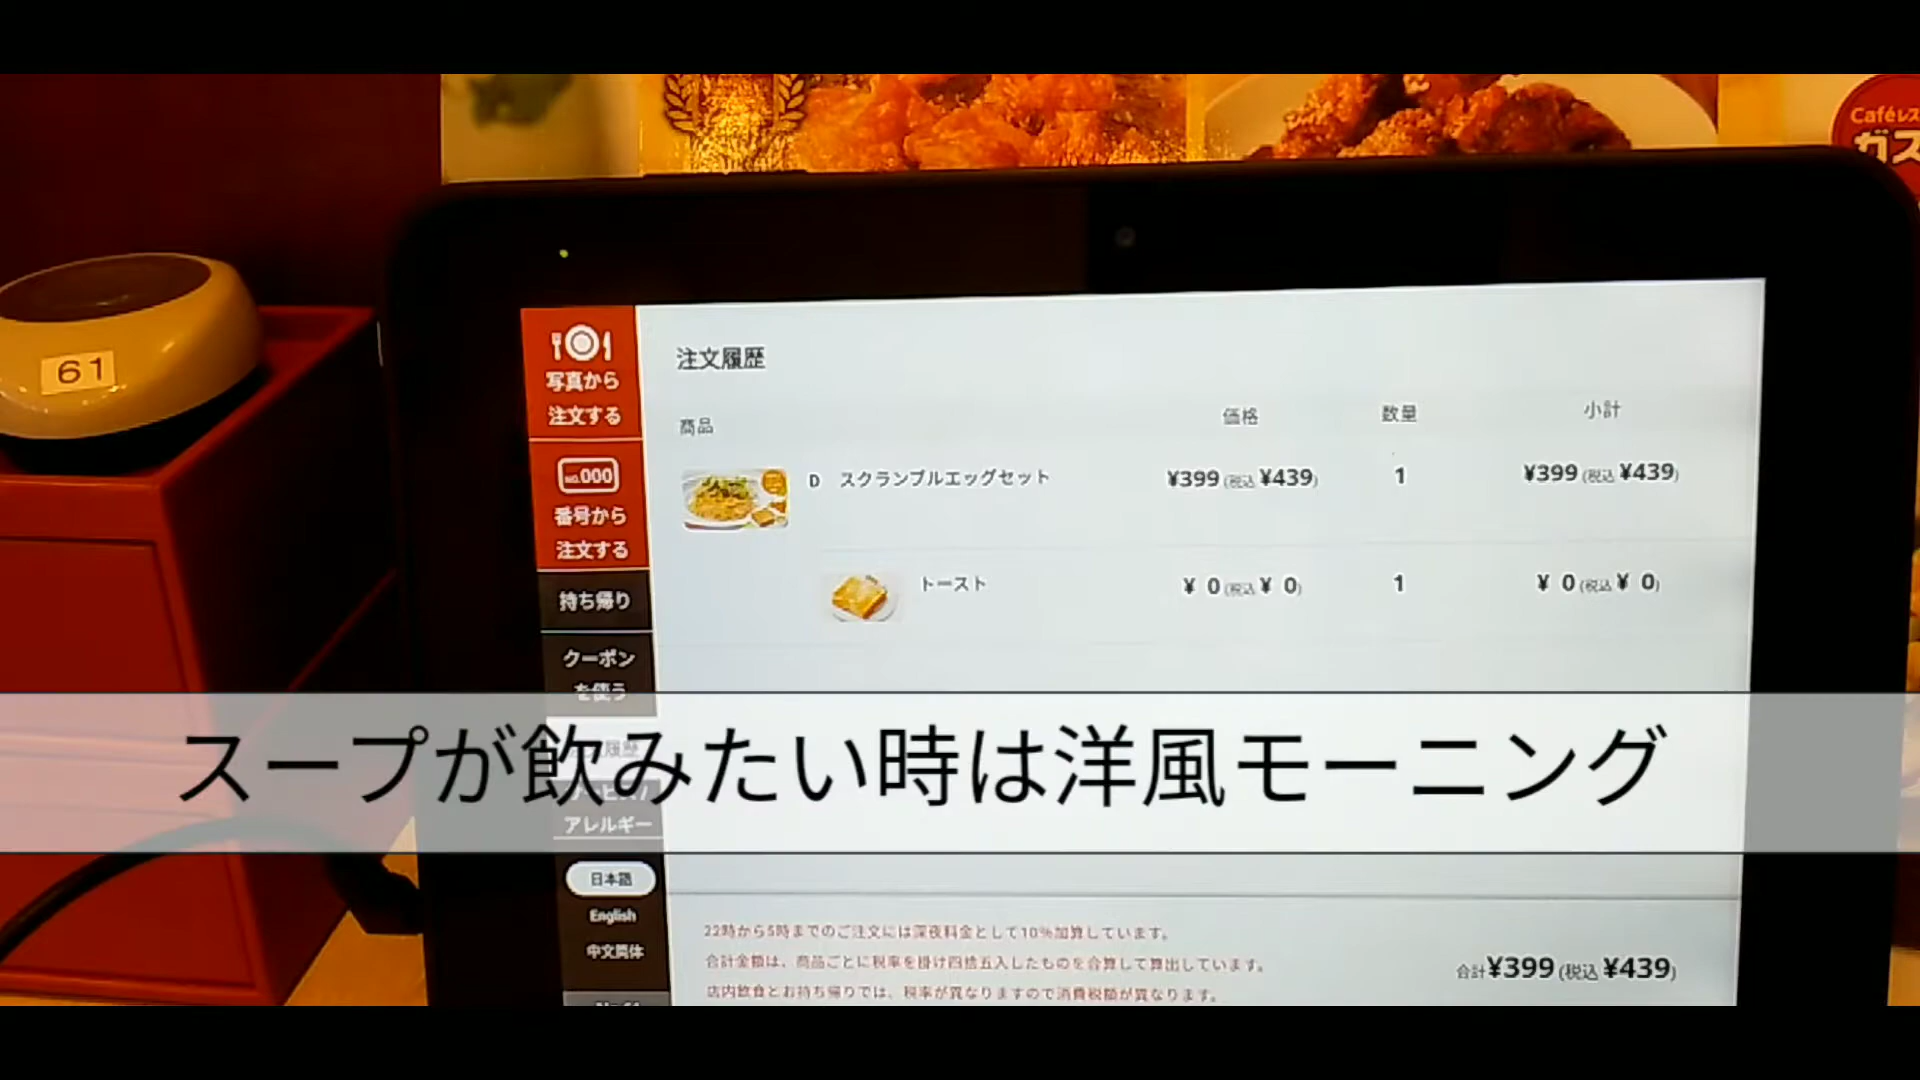 Caféレス
ガス
61
写真から
注文する
NO.000
番号から
注文する
持ち帰り
クーポン
を使う
履歴
アレルギー
日本語
English
中文简体
注文履歴
商品
価格
数量
小計
D スクランブルエッグセット ¥399(税込¥439) 1 ¥399(税込¥439)
トースト ¥ 0(税込¥ 0) 1 ¥ 0(税込¥ 0)
スープが飲みたい時は洋風モーニング
22時から5時までのご注文には深夜料金として10%加算しています。
合計金額は、商品ごとに税率を掛け四捨五入したものを合算して算出しています。
店内飲食とお持ち帰りでは、税率が異なりますので消費税額が異なります。
合計¥399(税込¥439)